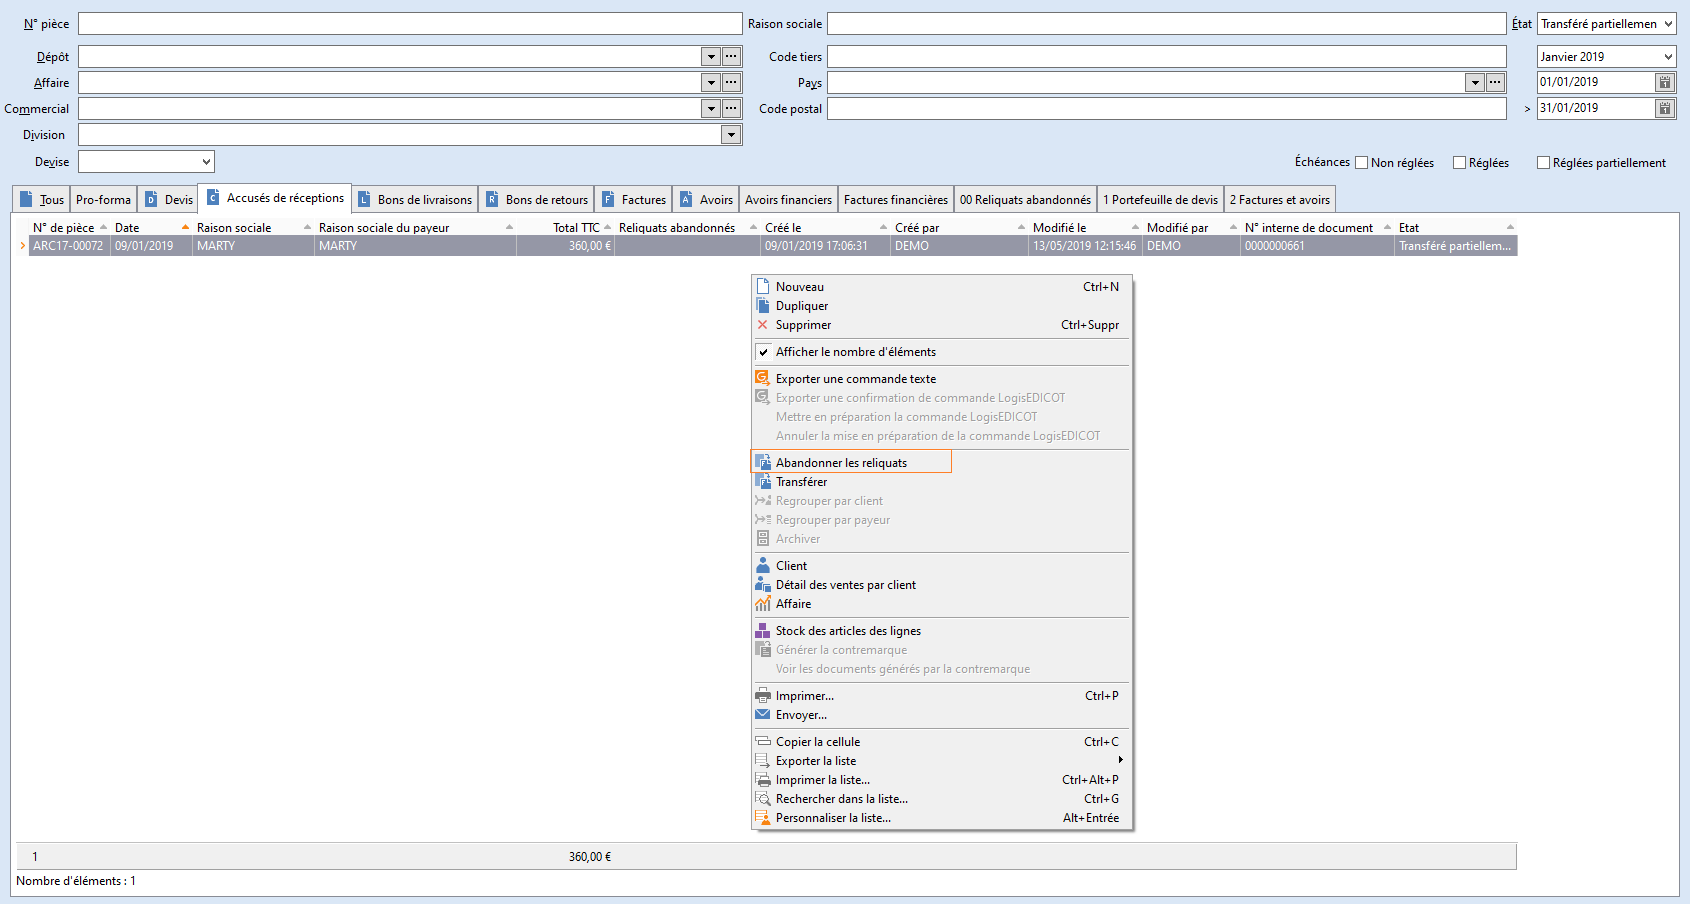 N° pièce
Raison sociale
État
Transféré partiellemen
Dépôt
Code tiers
Janvier 2019
Affaire
Pays
01/01/2019
Commercial
Code postal
>
31/01/2019
Division
Devise
Échéances
Non réglées
Réglées
Réglées partiellement
Tous
Pro-forma
D
Devis
C
Accusés de réceptions
L
Bons de livraisons
R
Bons de retours
F
Factures
A
Avoirs
Avoirs financiers
Factures financières
00 Reliquats abandonnés
1 Portefeuille de devis
2 Factures et avoirs
N° de pièce
Date
Raison sociale
Raison sociale du payeur
Total TTC
Reliquats abandonnés
Créé le
Créé par
Modifié le
Modifié par
N° interne de document
Etat
ARC17-00072
09/01/2019
MARTY
MARTY
360,00 €
09/01/2019 17:06:31
DEMO
13/05/2019 12:15:46
DEMO
0000000661
Transféré partiellem...
Nouveau Ctrl+N
Dupliquer
Supprimer Ctrl+Suppr
Afficher le nombre d'éléments
Exporter une commande texte
Exporter une confirmation de commande LogisEDICOT
Mettre en préparation la commande LogisEDICOT
Annuler la mise en préparation de la commande LogisEDICOT
Abandonner les reliquats
Transférer
Regrouper par client
Regrouper par payeur
Archiver
Client
Détail des ventes par client
Affaire
Stock des articles des lignes
Générer la contremarque
Voir les documents générés par la contremarque
Imprimer... Ctrl+P
Envoyer...
Copier la cellule Ctrl+C
Exporter la liste
Imprimer la liste... Ctrl+Alt+P
Rechercher dans la liste... Ctrl+G
Personnaliser la liste... Alt+Entrée
1
360,00 €
Nombre d'éléments : 1